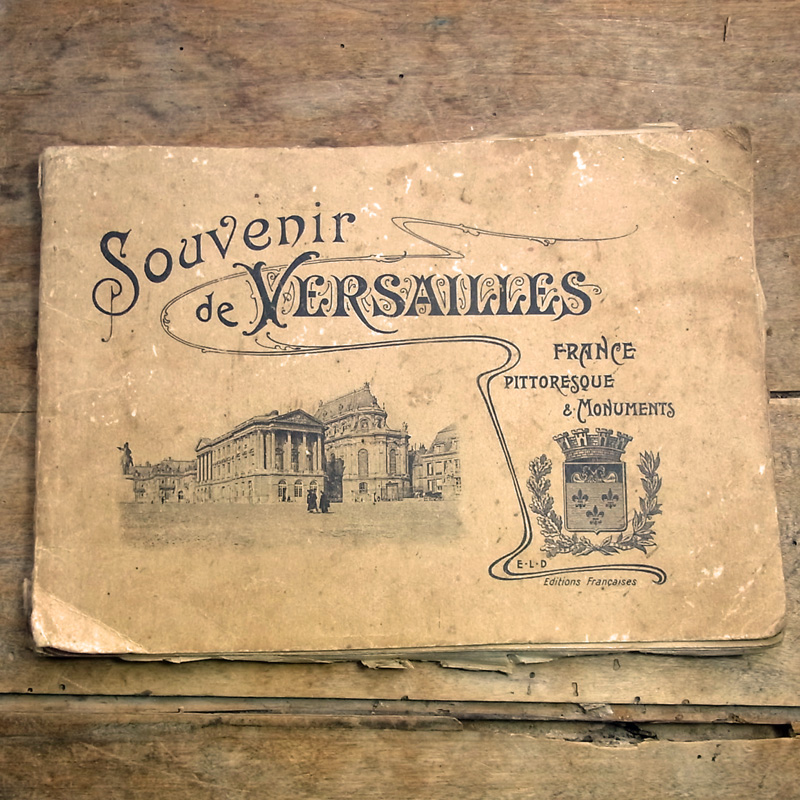 Souvenir
de VERSAILLES
FRANCE
PITTORESQUE
& MONUMENTS
E·L·D
Editions Françaises